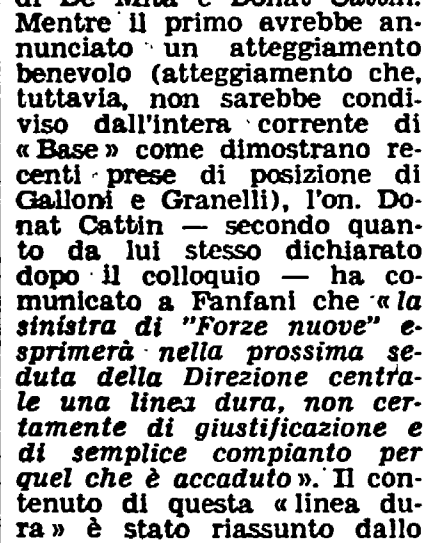 di De Mita e Donat Cattin.
Mentre il primo avrebbe an-
nunciato un atteggiamento
benevolo (atteggiamento che,
tuttavia, non sarebbe condi-
viso dall'intera corrente di
« Base » come dimostrano re-
centi prese di posizione di
Galloni e Granelli), l'on. Do-
nat Cattin — secondo quan-
to da lui stesso dichiarato
dopo il colloquio — ha co-
municato a Fanfani che « la
sinistra di "Forze nuove" e-
sprimerà nella prossima se-
duta della Direzione centra-
le una linea dura, non cer-
tamente di giustificazione e
di semplice compianto per
quel che è accaduto ». Il con-
tenuto di questa « linea du-
ra » è stato riassunto dallo